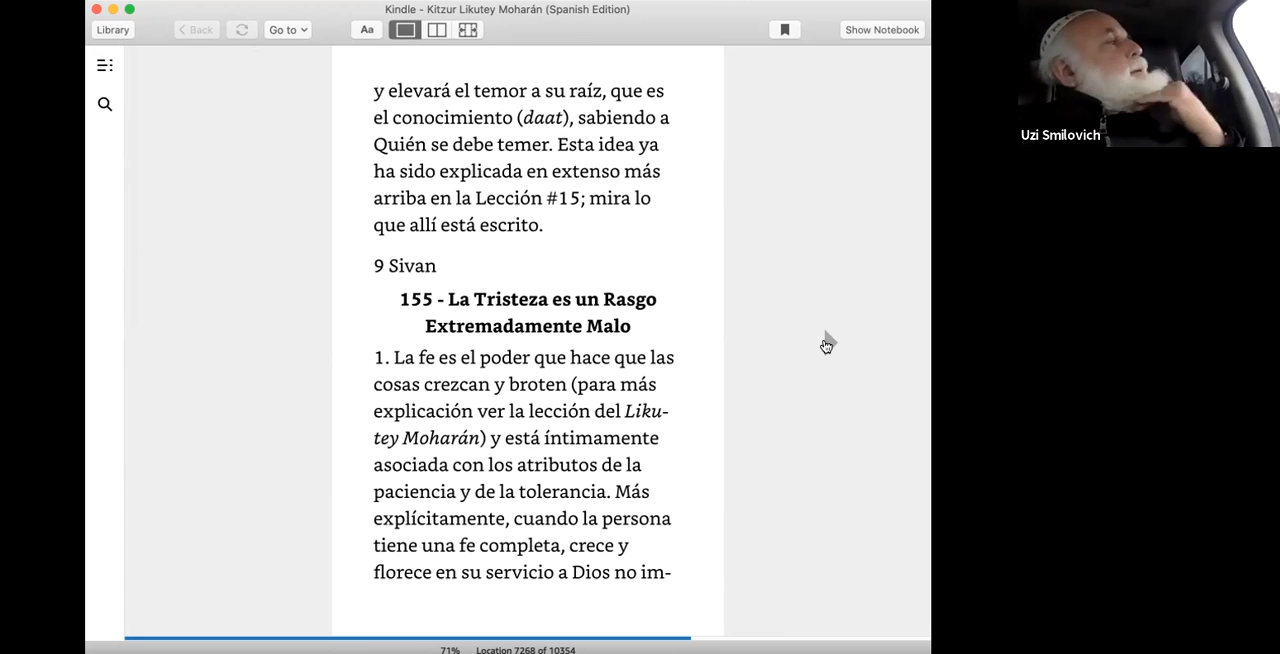 Kindle - Kitzur Likutey Moharán (Spanish Edition)
Library
Back
Go to
Aa
Show Notebook
y elevará el temor a su raíz, que es
el conocimiento (daat), sabiendo a
Quién se debe temer. Esta idea ya
ha sido explicada en extenso más
arriba en la Lección #15; mira lo
que allí está escrito.
9 Sivan
155 - La Tristeza es un Rasgo
Extremadamente Malo
1. La fe es el poder que hace que las
cosas crezcan y broten (para más
explicación ver la lección del Liku-
tey Moharán) y está íntimamente
asociada con los atributos de la
paciencia y de la tolerancia. Más
explícitamente, cuando la persona
tiene una fe completa, crece y
florece en su servicio a Dios no im-
71% Location 7268 of 10354
Uzi Smilovich